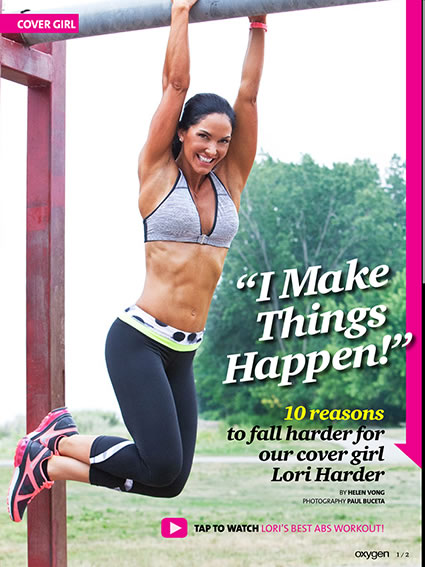 COVER GIRL
“I Make
Things
Happen!”
10 reasons
to fall harder for
our cover girl
Lori Harder
BY HELEN VONG
PHOTOGRAPHY PAUL BUCETA
TAP TO WATCH LORI'S BEST ABS WORKOUT!
oxygen 1 / 2